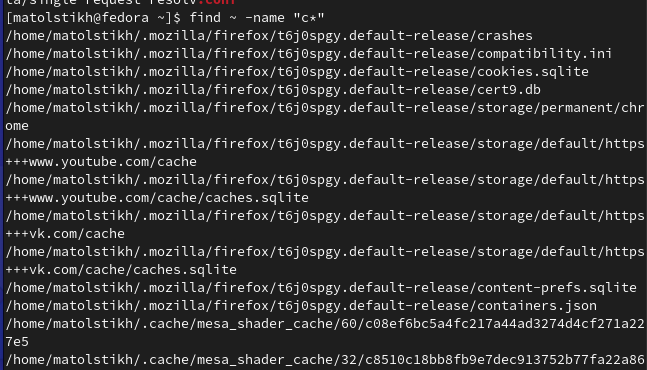 [matolstikh@fedora ~]$ find ~ -name "c*"
/home/matolstikh/.mozilla/firefox/t6j0spgy.default-release/crashes
/home/matolstikh/.mozilla/firefox/t6j0spgy.default-release/compatibility.ini
/home/matolstikh/.mozilla/firefox/t6j0spgy.default-release/cookies.sqlite
/home/matolstikh/.mozilla/firefox/t6j0spgy.default-release/cert9.db
/home/matolstikh/.mozilla/firefox/t6j0spgy.default-release/storage/permanent/chr
ome
/home/matolstikh/.mozilla/firefox/t6j0spgy.default-release/storage/default/https
+++www.youtube.com/cache
/home/matolstikh/.mozilla/firefox/t6j0spgy.default-release/storage/default/https
+++www.youtube.com/cache/caches.sqlite
/home/matolstikh/.mozilla/firefox/t6j0spgy.default-release/storage/default/https
+++vk.com/cache
/home/matolstikh/.mozilla/firefox/t6j0spgy.default-release/storage/default/https
+++vk.com/cache/caches.sqlite
/home/matolstikh/.mozilla/firefox/t6j0spgy.default-release/content-prefs.sqlite
/home/matolstikh/.mozilla/firefox/t6j0spgy.default-release/containers.json
/home/matolstikh/.cache/mesa_shader_cache/60/c08ef6bc5a4fc217a44ad3274d4cf271a22
7e5
/home/matolstikh/.cache/mesa_shader_cache/32/c8510c18bb8fb9e7dec913752b77fa22a86